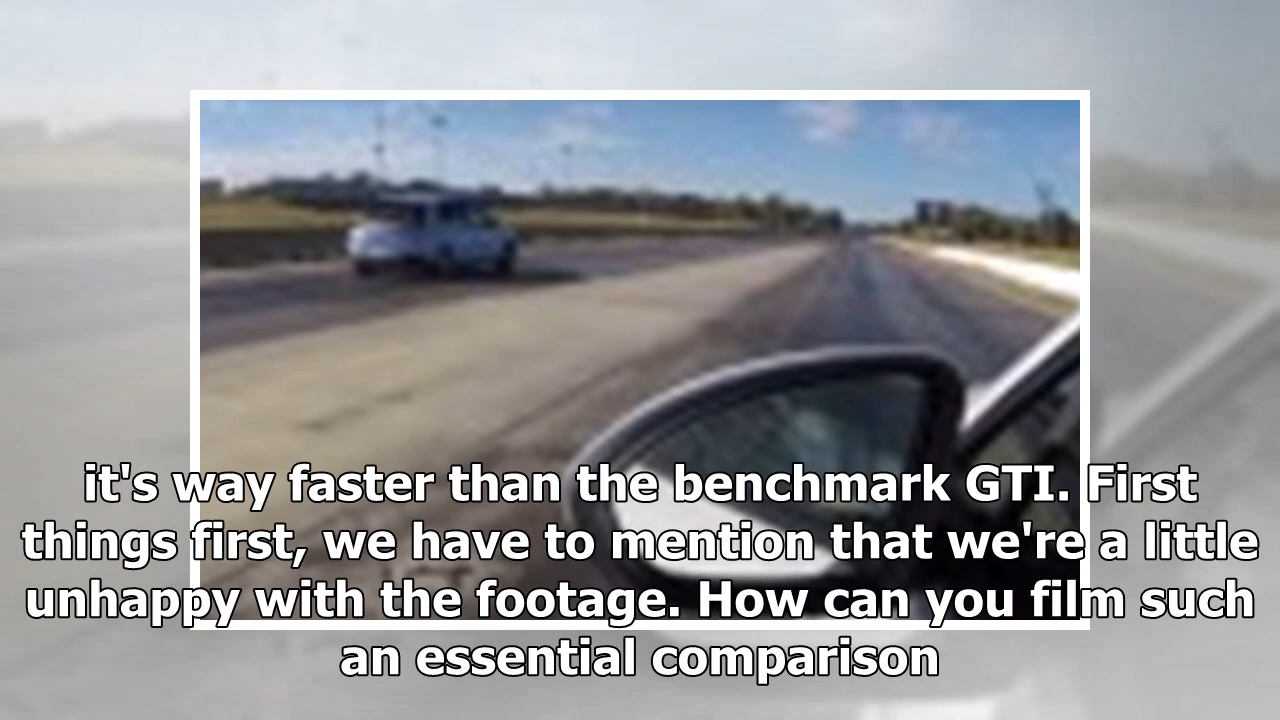 it's way faster than the benchmark GTI. First
things first, we have to mention that we're a little
unhappy with the footage. How can you film such
an essential comparison